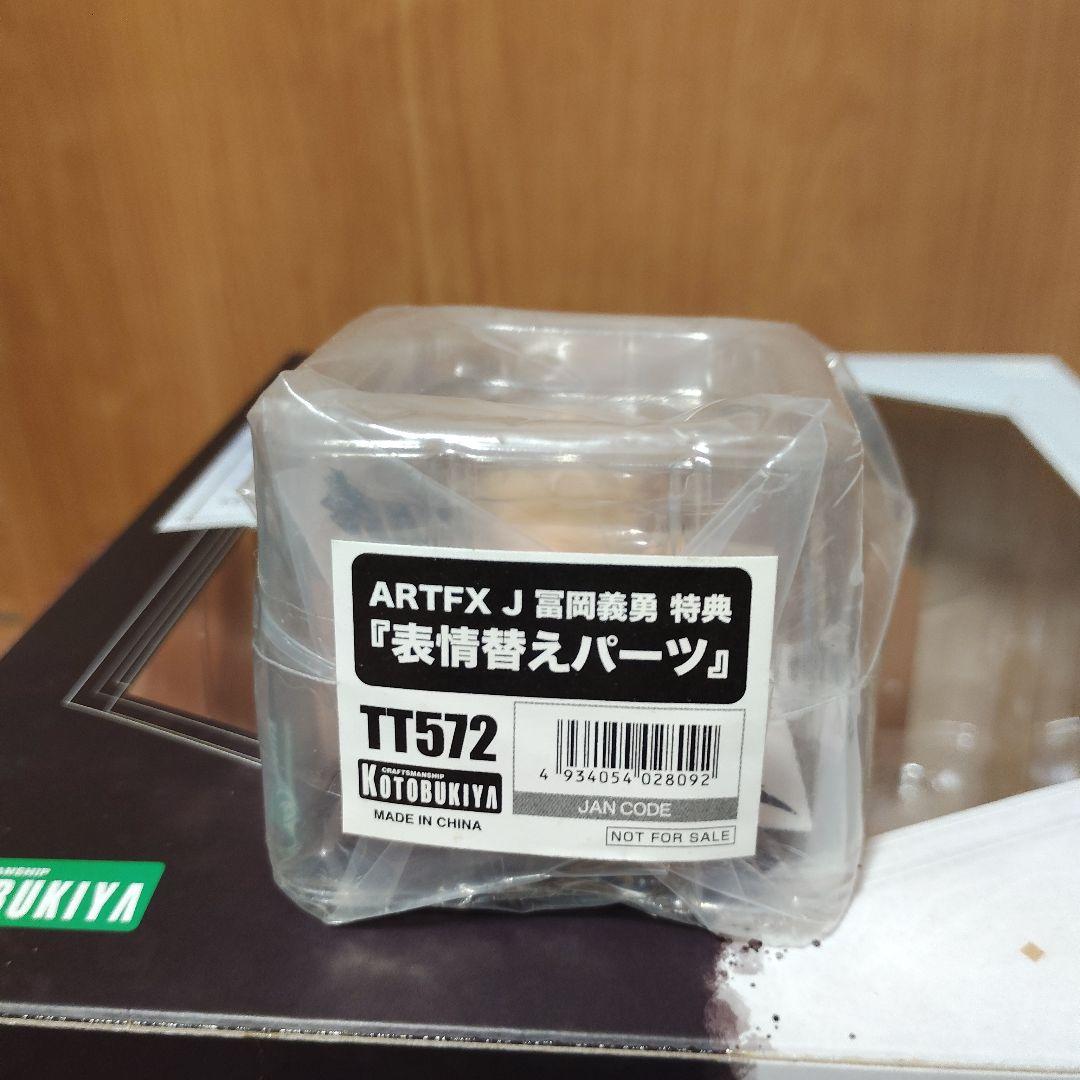 ARTFX J 冨岡義勇 特典
『表情替えパーツ』
TT572
CRAFTSMANSHIP
KOTOBUKIYA
MADE IN CHINA
4 934054 028092
JAN CODE
NOT FOR SALE
MANSHIP
BUKIYA